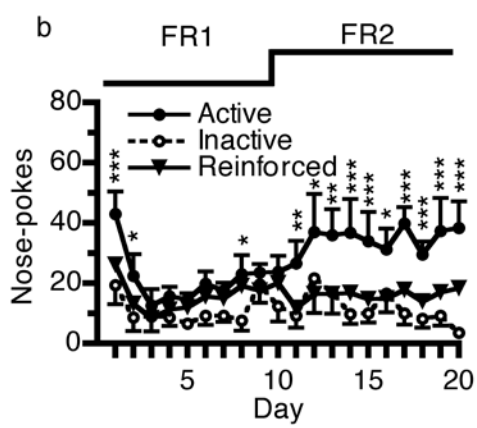 b
FR1
FR2
80
60
40
20
0
Nose-pokes
Active
Inactive
Reinforced
***
*
*
**
*
**
***
***
*
***
***
***
***
5
10
15
20
Day